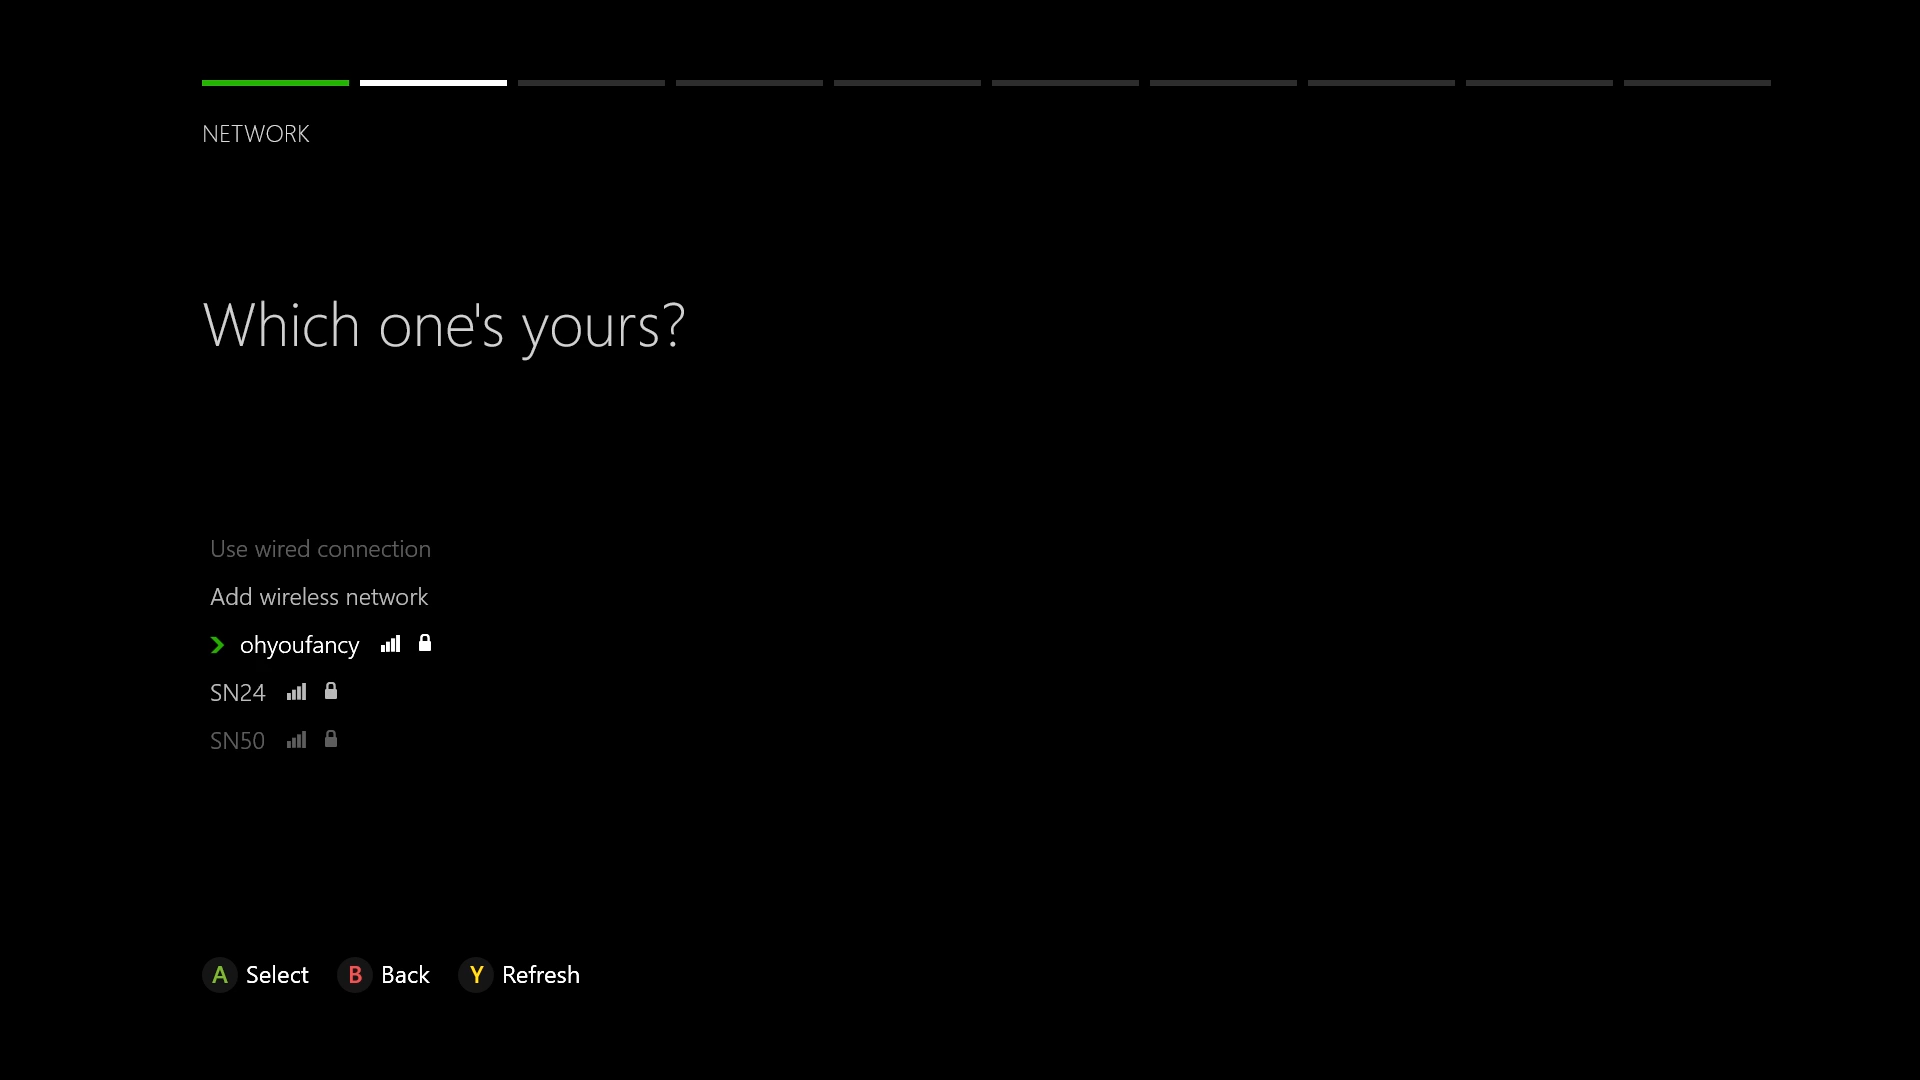 NETWORK
Which one's yours?
Use wired connection
Add wireless network
ohyoufancy
SN24
SN50
A Select B Back Y Refresh